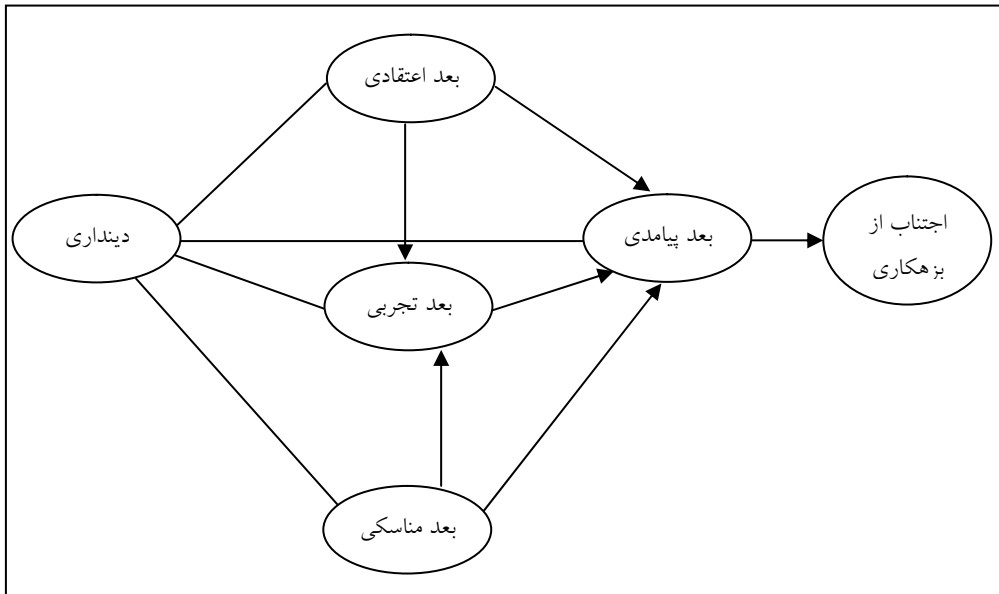 بعد اعتقادی
دینداری
بعد پیامدی
اجتناب از
بزهکاری
بعد تجربی
بعد مناسکی